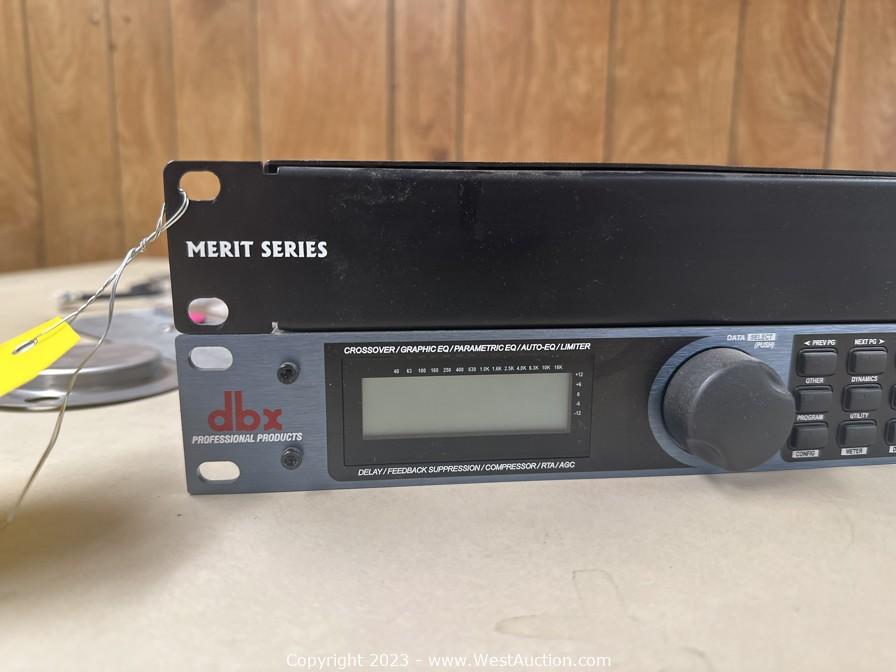 MERIT SERIES
CROSSOVER / GRAPHIC EQ / PARAMETRIC EQ / AUTO-EQ / LIMITER
40 63 100 160 250 400 630 1.0K 1.6K 2.5K 4.0K 6.3K 10K 16K
+12
+6
0
-6
-12
dbx
PROFESSIONAL PRODUCTS
DELAY / FEEDBACK SUPPRESSION / COMPRESSOR / RTA / AGC
DATA SELECT
(PUSH)
< PREV PG NEXT PG >
OTHER DYNAMICS
PROGRAM UTILITY
CONFIG METER
Copyright 2023 - www.WestAuction.com